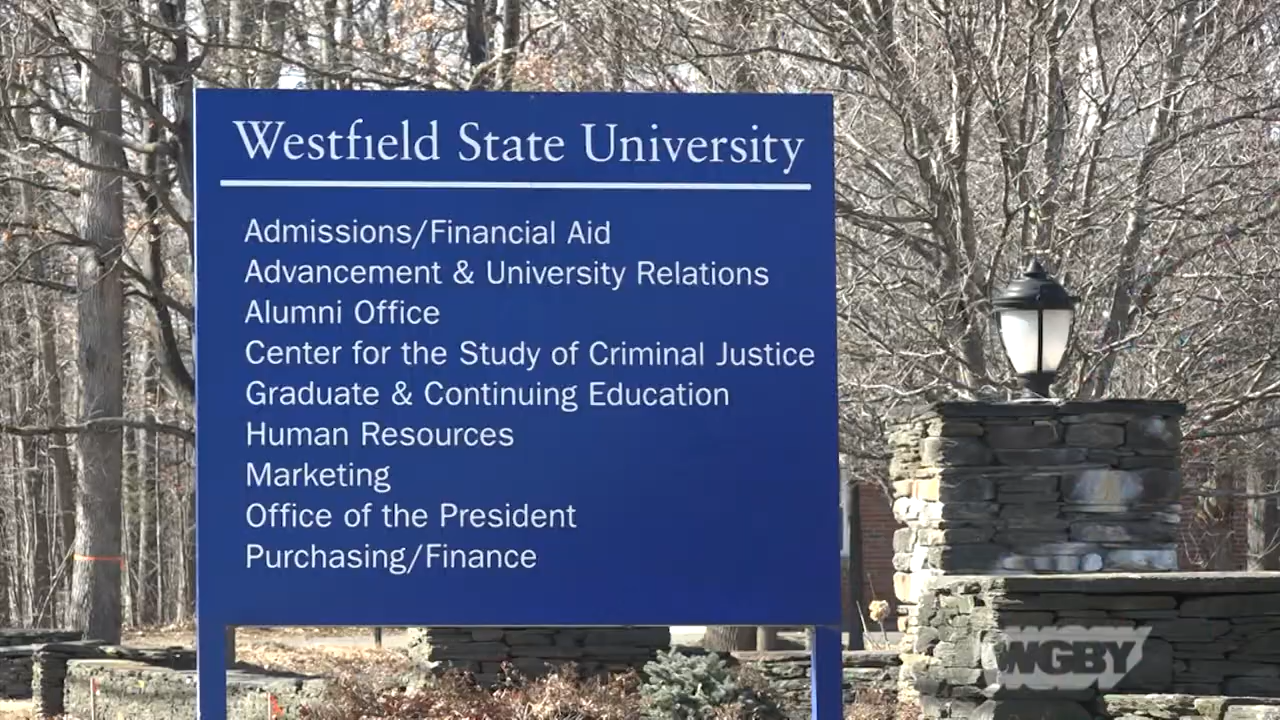 Westfield State University
Admissions/Financial Aid
Advancement & University Relations
Alumni Office
Center for the Study of Criminal Justice
Graduate & Continuing Education
Human Resources
Marketing
Office of the President
Purchasing/Finance
WGBY